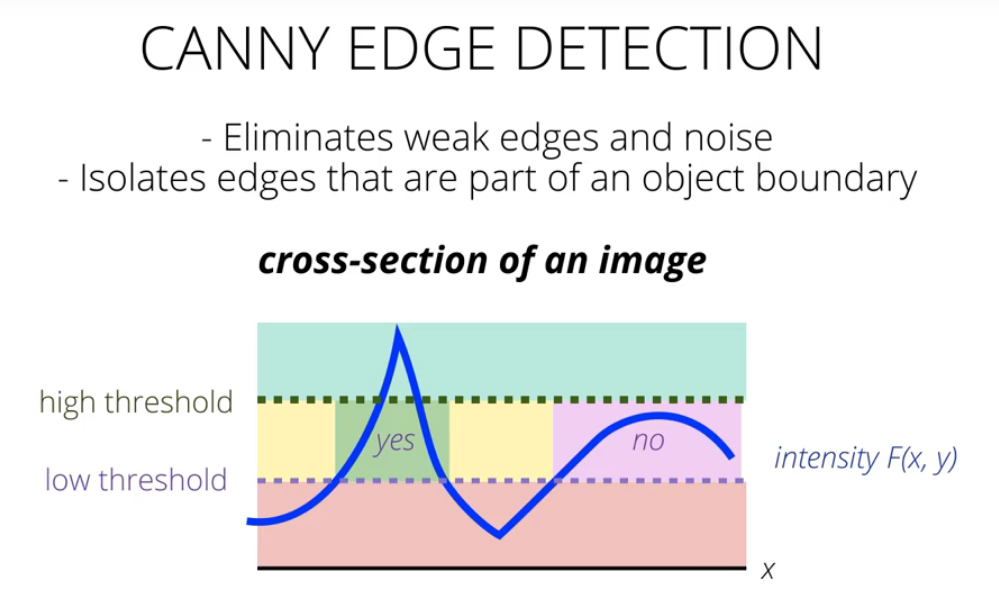 CANNY EDGE DETECTION
- Eliminates weak edges and noise
- Isolates edges that are part of an object boundary
cross-section of an image
high threshold
yes
no
intensity F(x, y)
low threshold
x